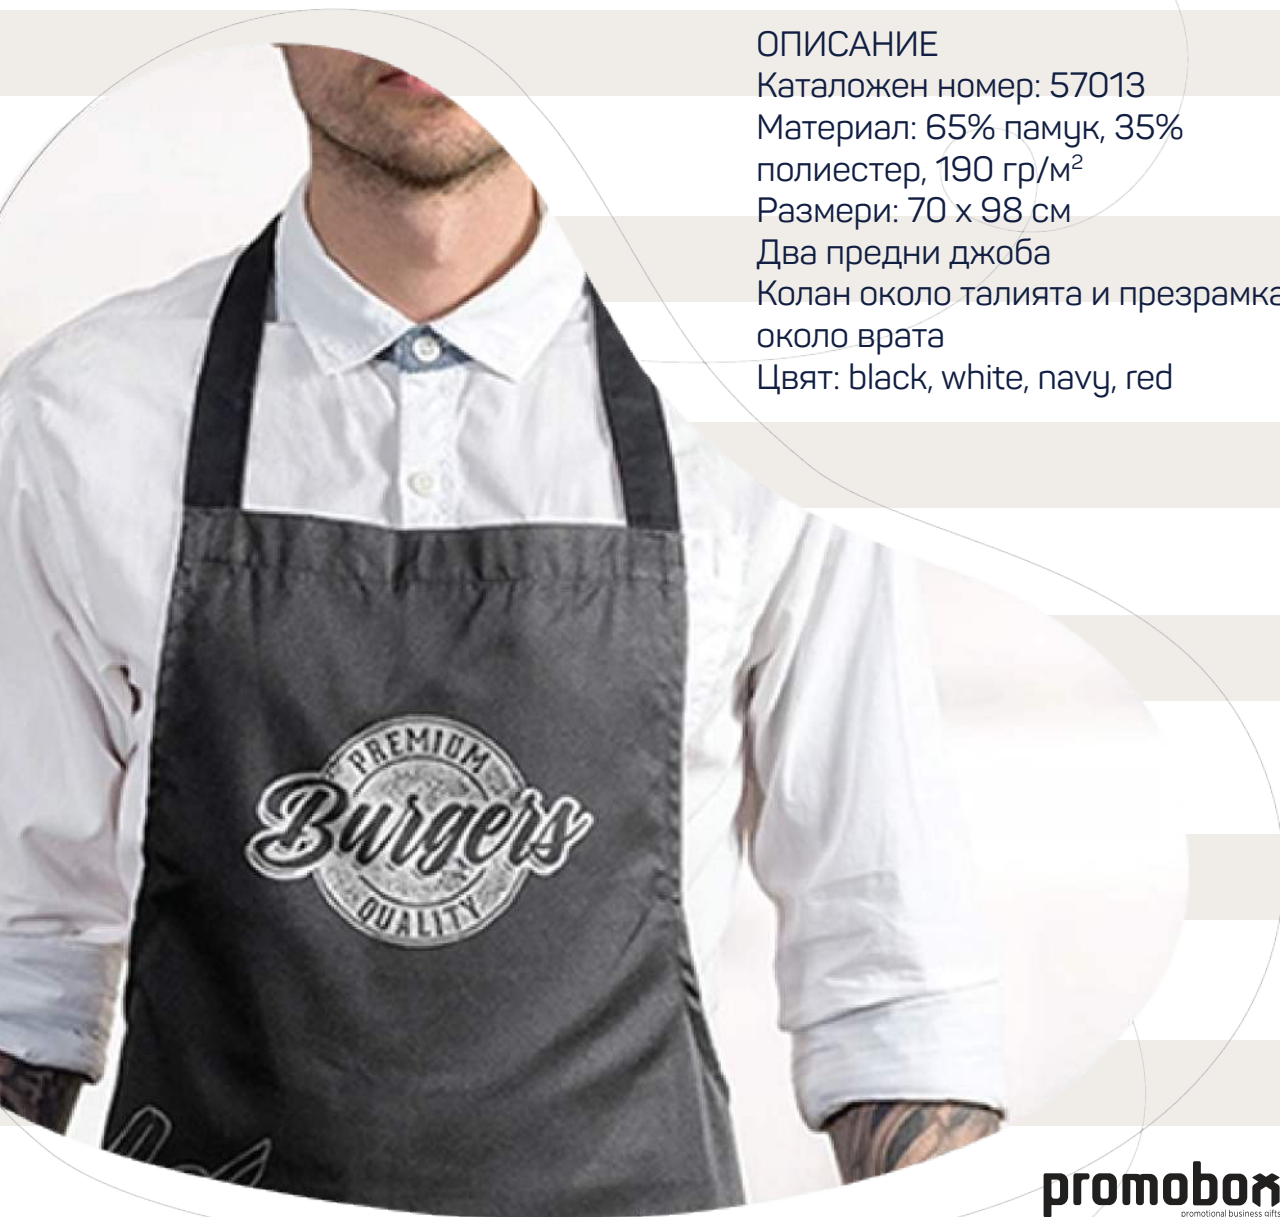 ОПИСАНИЕ
Каталожен номер: 57013
Материал: 65% памук, 35%
полиестер, 190 гр/м²
Размери: 70 x 98 см
Два предни джоба
Колан около талията и презрамка
около врата
Цвят: black, white, navy, red
PREMIUM
Burgers
QUALITY
promobox
promotional business gifts